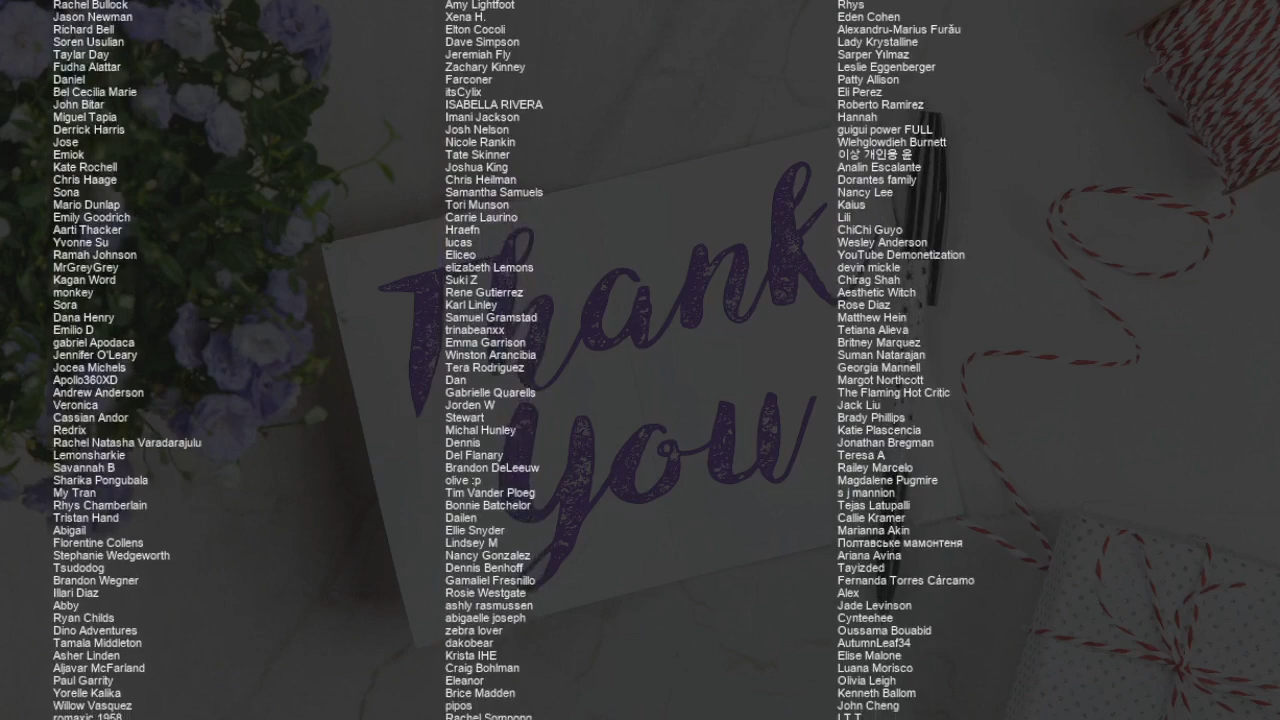 Rachel Bullock
Jason Newman
Richard Bell
Soren Usulian
Taylar Day
Fudha Alattar
Daniel
Bel Cecilia Marie
John Bitar
Miguel Tapia
Derrick Harris
Jose
Emiok
Kate Rochell
Chris Haage
Sona
Mario Dunlap
Emily Goodrich
Aarti Thacker
Yvonne Su
Ramah Johnson
MrGreyGrey
Kagan Word
monkey
Sora
Dana Henry
Emilio D
gabriel Apodaca
Jennifer O'Leary
Jocea Michels
Apollo360XD
Andrew Anderson
Veronica
Cassian Andor
Redrix
Rachel Natasha Varadarajulu
Lemonsharkie
Savannah B
Sharika Pongubala
My Tran
Rhys Chamberlain
Tristan Hand
Abigail
Florentine Collens
Stephanie Wedgeworth
Tsudodog
Brandon Wegner
Illari Diaz
Abby
Ryan Childs
Dino Adventures
Tamala Middleton
Asher Linden
Aljavar McFarland
Paul Garrity
Yorelle Kalika
Willow Vasquez
romaxic 1958
Amy Lightfoot
Xena H.
Elton Cocoli
Dave Simpson
Jeremiah Fly
Zachary Kinney
Farconer
itsCylix
ISABELLA RIVERA
Imani Jackson
Josh Nelson
Nicole Rankin
Tate Skinner
Joshua King
Chris Heilman
Samantha Samuels
Tori Munson
Carrie Laurino
Hraefn
lucas
Eliceo
elizabeth Lemons
Suki Z
Rene Gutierrez
Karl Linley
Samuel Gramstad
trinabeanxx
Emma Garrison
Winston Arancibia
Tera Rodriguez
Dan
Gabrielle Quarells
Jorden W
Stewart
Michal Hunley
Dennis
Del Flanary
Brandon DeLeeuw
olive :p
Tim Vander Ploeg
Bonnie Batchelor
Dailen
Ellie Snyder
Lindsey M
Nancy Gonzalez
Dennis Benhoff
Gamaliel Fresnillo
Rosie Westgate
ashly rasmussen
abigaelle joseph
zebra lover
dakobear
Krista IHE
Craig Bohlman
Eleanor
Brice Madden
pipos
Rachel Sompong
Rhys
Eden Cohen
Alexandru-Marius Furău
Lady Krystalline
Sarper Yılmaz
Leslie Eggenberger
Patty Allison
Eli Perez
Roberto Ramirez
Hannah
guigui power FULL
Wlehglowdieh Burnett
이상 개인용 윤
Analin Escalante
Dorantes family
Nancy Lee
Kaius
Lili
ChiChi Guyo
Wesley Anderson
YouTube Demonetization
devin mickle
Chirag Shah
Aesthetic Witch
Rose Diaz
Matthew Hein
Tetiana Alieva
Britney Marquez
Suman Natarajan
Georgia Mannell
Margot Northcott
The Flaming Hot Critic
Jack Liu
Brady Phillips
Katie Plascencia
Jonathan Bregman
Teresa A
Railey Marcelo
Magdalene Pugmire
s j mannion
Tejas Latupalli
Callie Kramer
Marianna Akin
Полтавське мамонтеня
Ariana Avina
Tayizded
Fernanda Torres Cárcamo
Alex
Jade Levinson
Cynteehee
Oussama Bouabid
AutumnLeaf34
Elise Malone
Luana Morisco
Olivia Leigh
Kenneth Ballom
John Cheng
Thank
you